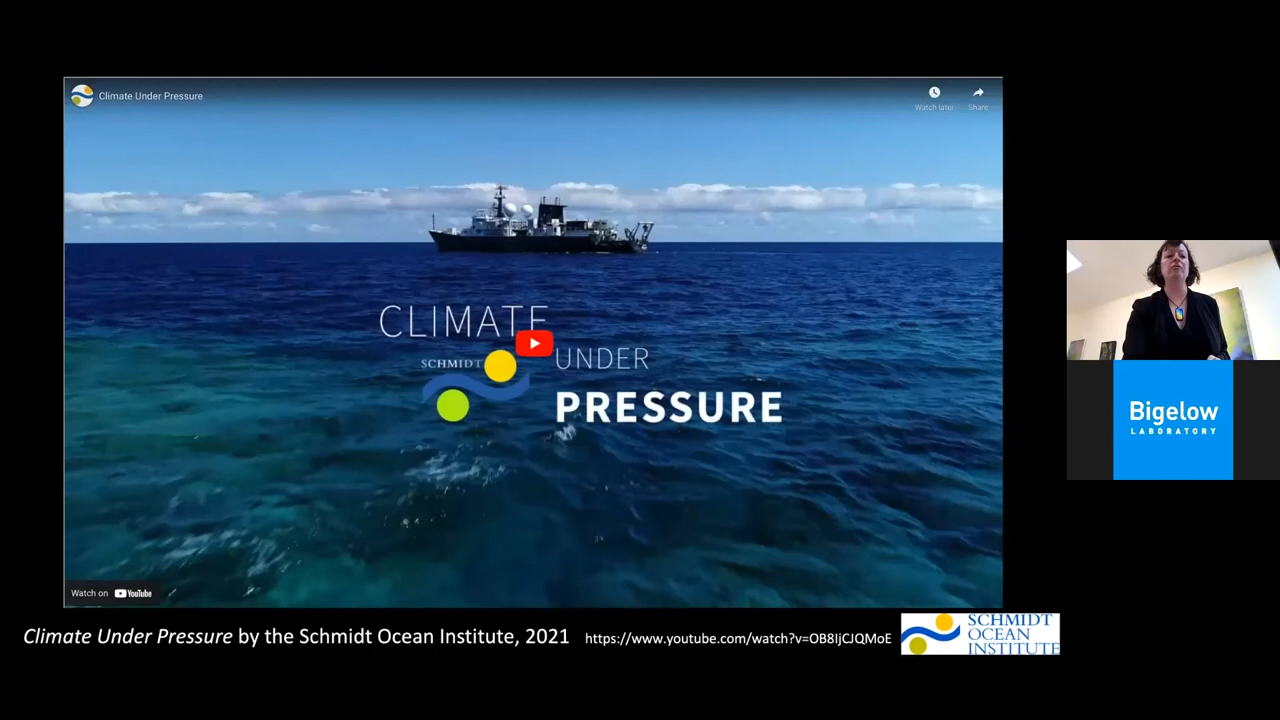 Climate Under Pressure
Watch later
Share
CLIMATE
SCHMIDT
UNDER
PRESSURE
Watch on YouTube
Climate Under Pressure by the Schmidt Ocean Institute, 2021
https://www.youtube.com/watch?v=OB8IjCJQMoE
SCHMIDT
OCEAN
INSTITUTE
Bigelow
LABORATORY